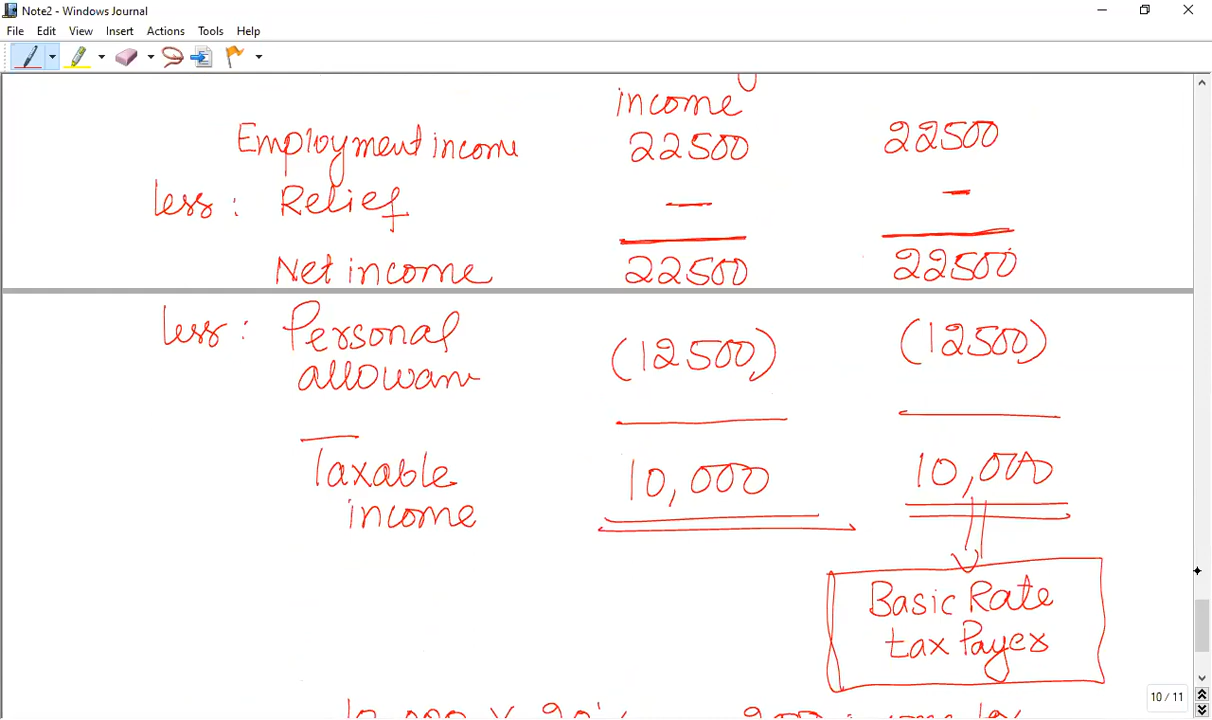 Note2 - Windows Journal
File Edit View Insert Actions Tools Help
income
Employment income 22500 22500
less: Relief — -
Net income 22500 22500
less: Personal (12500) (12500)
allowan
Taxable 10,000 10,000
income
Basic Rate
tax Payer
10 / 11